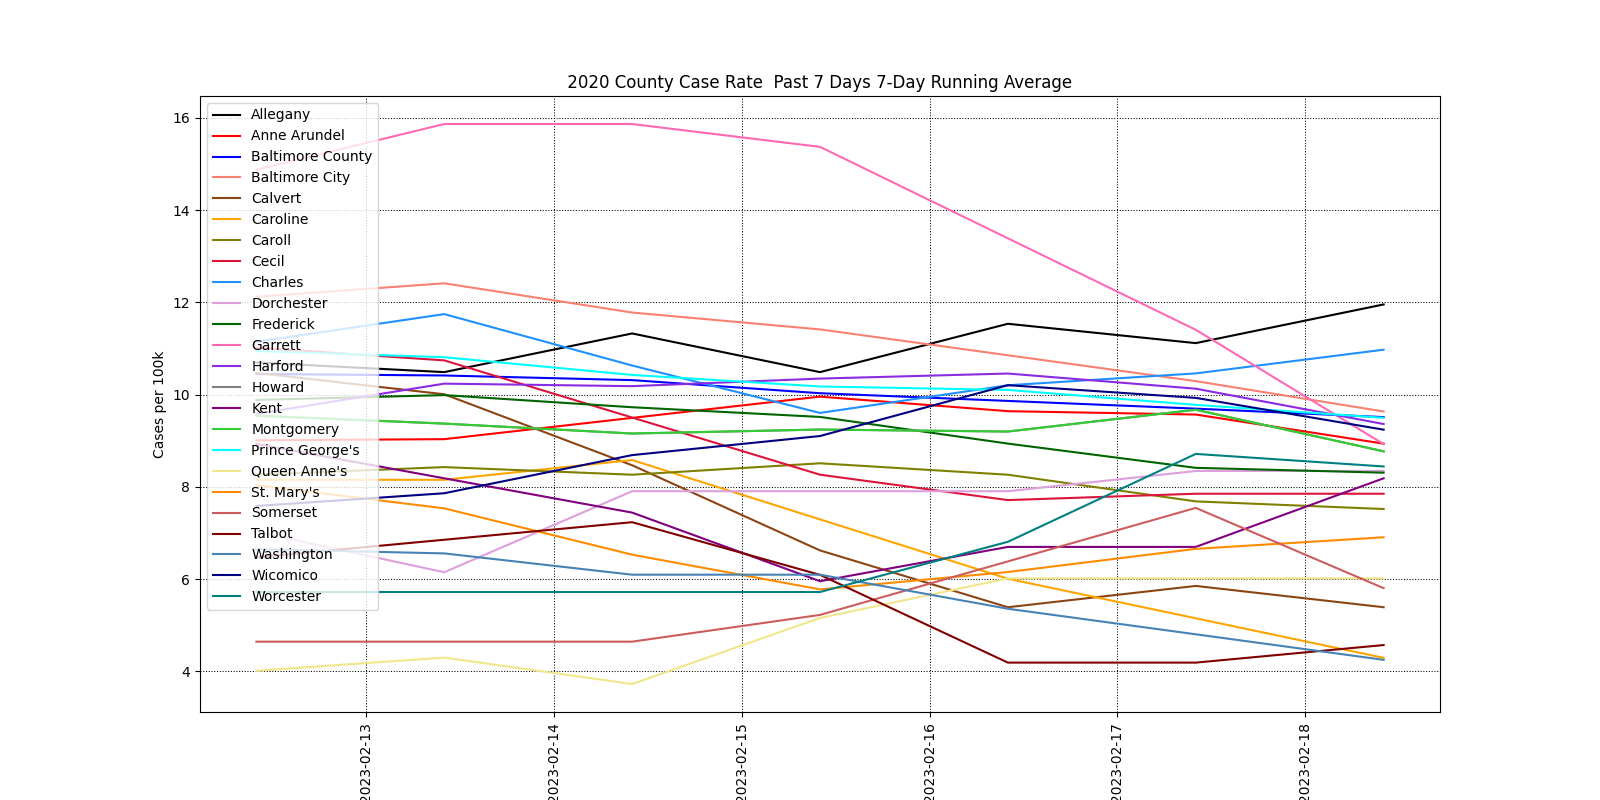 2020 County Case Rate  Past 7 Days 7-Day Running Average
Cases per 100k
16
14
12
10
8
6
4
Allegany
Anne Arundel
Baltimore County
Baltimore City
Calvert
Caroline
Caroll
Cecil
Charles
Dorchester
Frederick
Garrett
Harford
Howard
Kent
Montgomery
Prince George's
Queen Anne's
St. Mary's
Somerset
Talbot
Washington
Wicomico
Worcester
2023-02-13
2023-02-14
2023-02-15
2023-02-16
2023-02-17
2023-02-18